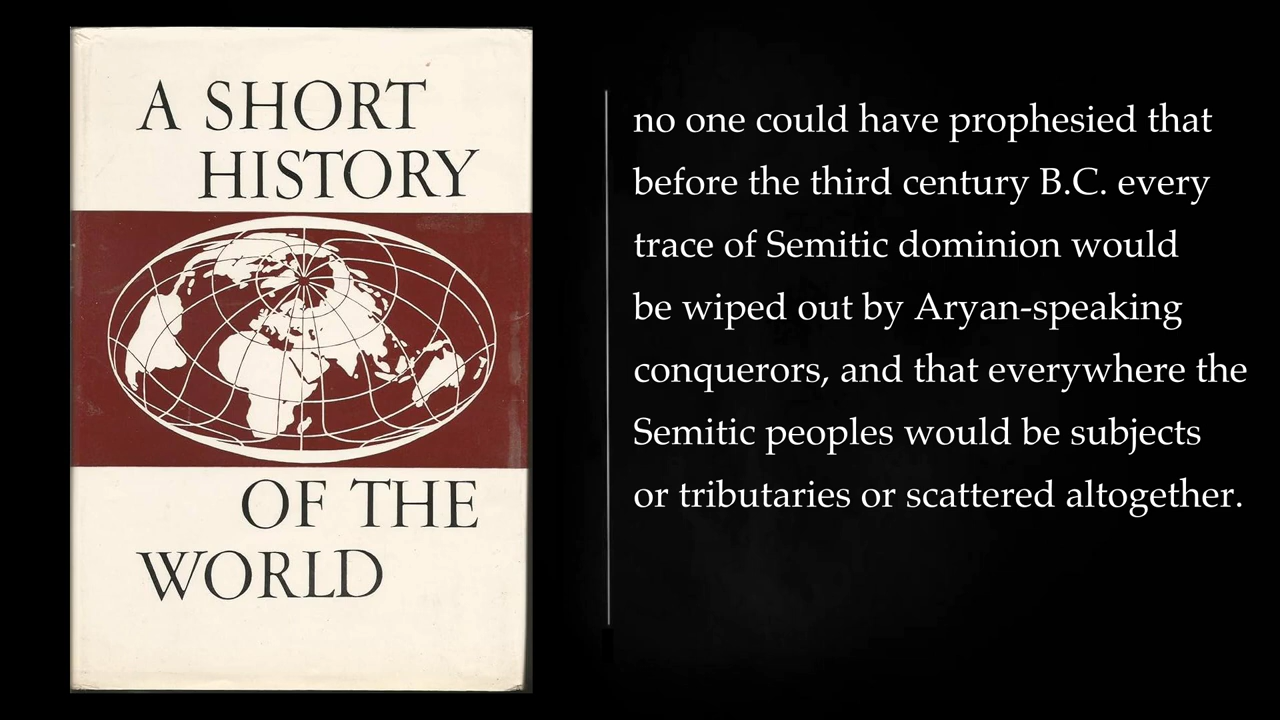 A SHORT
HISTORY
OF THE
WORLD
no one could have prophesied that
before the third century B.C. every
trace of Semitic dominion would
be wiped out by Aryan-speaking
conquerors, and that everywhere the
Semitic peoples would be subjects
or tributaries or scattered altogether.